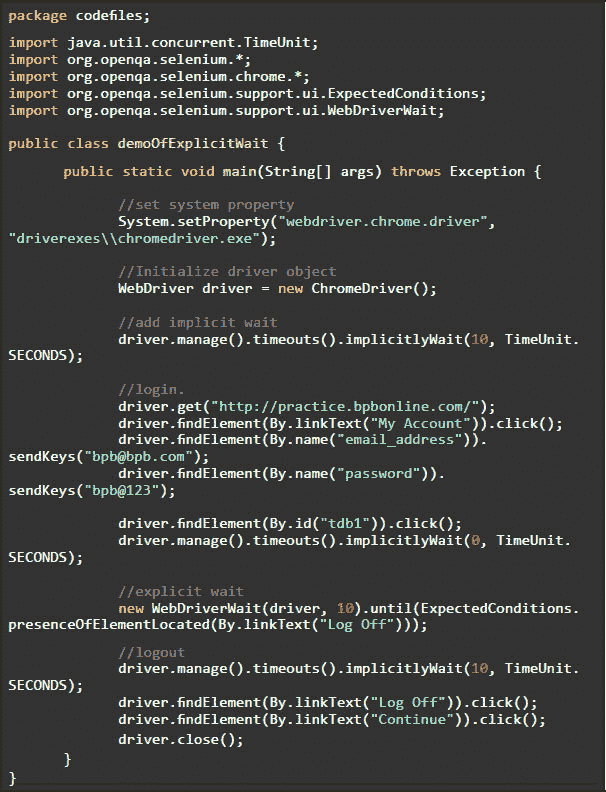 package codefiles;
import java.util.concurrent.TimeUnit;
import org.openqa.selenium.*;
import org.openqa.selenium.chrome.*;
import org.openqa.selenium.support.ui.ExpectedConditions;
import org.openqa.selenium.support.ui.WebDriverWait;
public class demoOfExplicitWait {
public static void main(String[] args) throws Exception {
//set system property
System.setProperty("webdriver.chrome.driver",
"driverexes\\chromedriver.exe");
//Initialize driver object
WebDriver driver = new ChromeDriver();
//add implicit wait
driver.manage().timeouts().implicitlyWait(10, TimeUnit.
SECONDS);
//login.
driver.get("http://practice.bpbonline.com/");
driver.findElement(By.linkText("My Account")).click();
driver.findElement(By.name("email_address")).
sendKeys("bpb@bpb.com");
driver.findElement(By.name("password")).
sendKeys("bpb@123");
driver.findElement(By.id("tdb1")).click();
driver.manage().timeouts().implicitlyWait(0, TimeUnit.
SECONDS);
//explicit wait
new WebDriverWait(driver, 10).until(ExpectedConditions.
presenceOfElementLocated(By.linkText("Log Off")));
//logout
driver.manage().timeouts().implicitlyWait(10, TimeUnit.
SECONDS);
driver.findElement(By.linkText("Log Off")).click();
driver.findElement(By.linkText("Continue")).click();
driver.close();
}
}